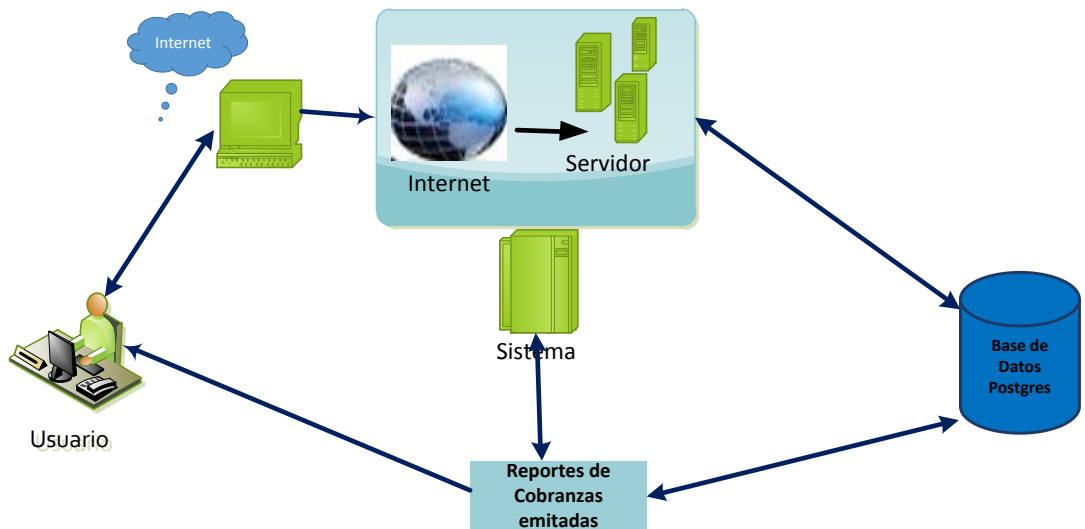 Internet
Internet
Servidor
Sistema
Usuario
Base de
Datos
Postgres
Reportes de
Cobranzas
emitadas